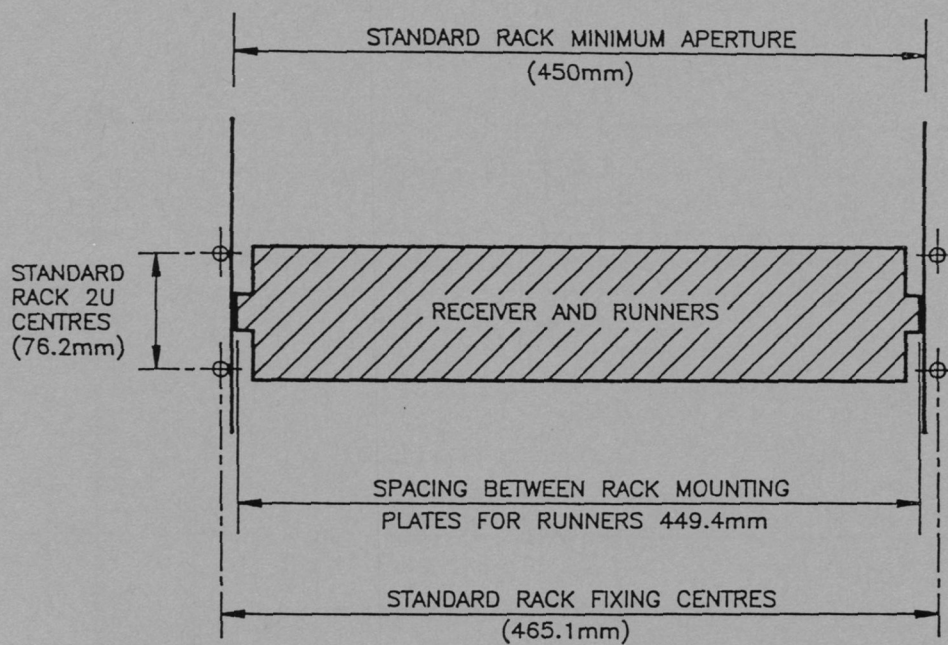 STANDARD RACK MINIMUM APERTURE
(450mm)
STANDARD
RACK 2U
CENTRES
(76.2mm)
RECEIVER AND RUNNERS
SPACING BETWEEN RACK MOUNTING
PLATES FOR RUNNERS 449.4mm
STANDARD RACK FIXING CENTRES
(465.1mm)